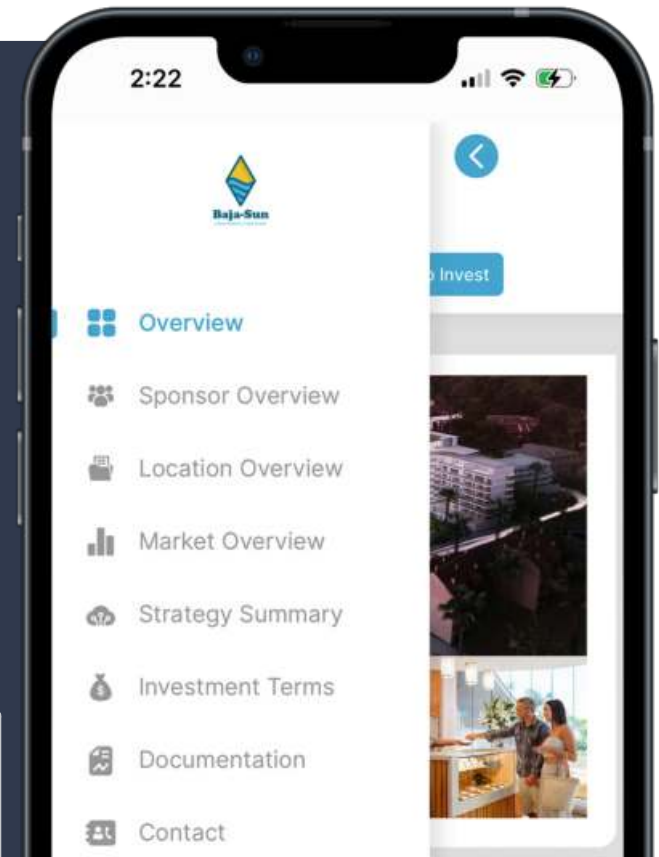 2:22
Baja-Sun
Invest
Overview
Sponsor Overview
Location Overview
Market Overview
Strategy Summary
Investment Terms
Documentation
Contact